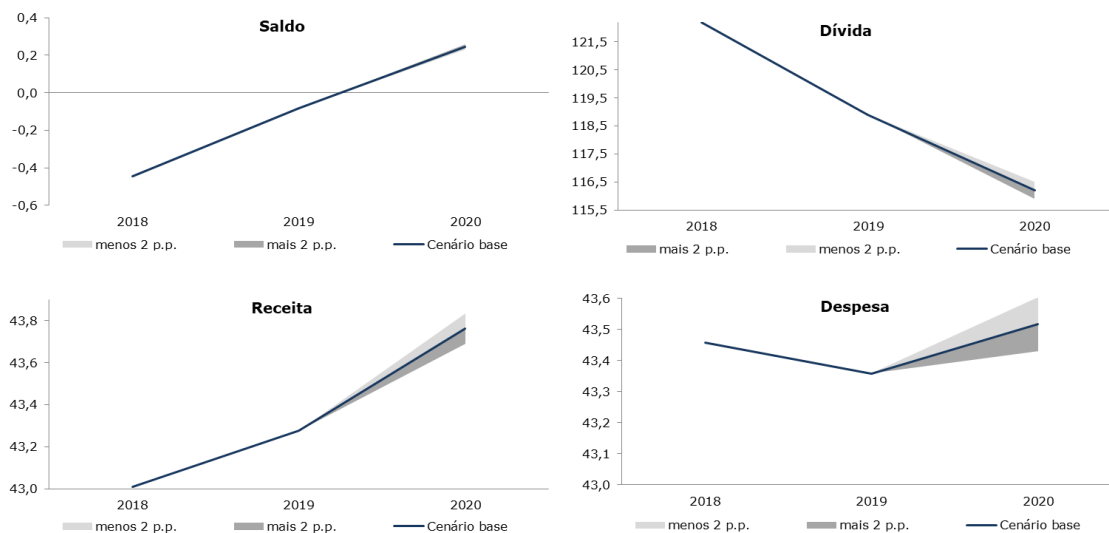 Saldo
0,4
0,2
0,0
-0,2
-0,4
-0,6
2018 2019 2020
menos 2 p.p. mais 2 p.p. Cenário base
Dívida
121,5
120,5
119,5
118,5
117,5
116,5
115,5
2018 2019 2020
mais 2 p.p. menos 2 p.p. Cenário base
Receita
43,8
43,6
43,4
43,2
43,0
2018 2019 2020
menos 2 p.p. mais 2 p.p. Cenário base
Despesa
43,6
43,5
43,4
43,3
43,2
43,1
43,0
2018 2019 2020
menos 2 p.p. mais 2 p.p. Cenário base